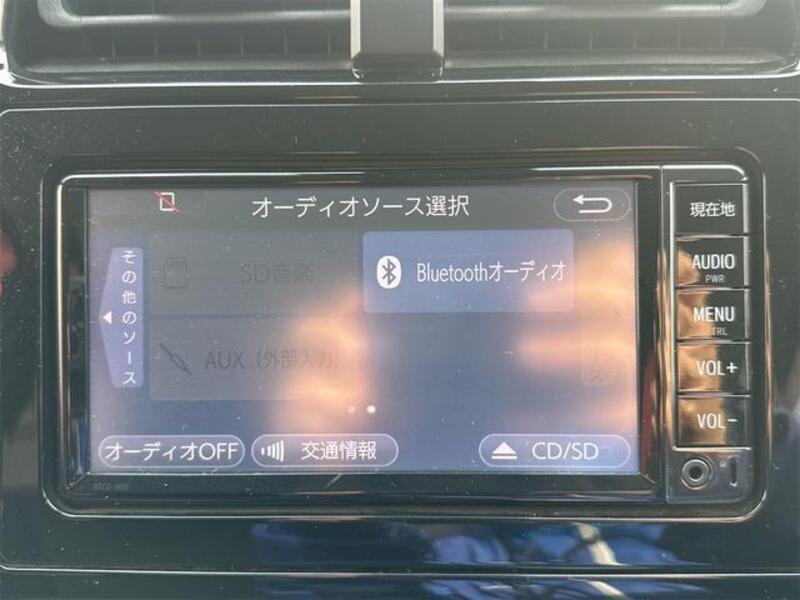 オーディオソース選択
現在地
その他のソース
SD音楽
Bluetoothオーディオ
AUDIO
PWR
MENU
AUX（外部入力）
VOL+
VOL-
オーディオOFF
交通情報
CD/SD